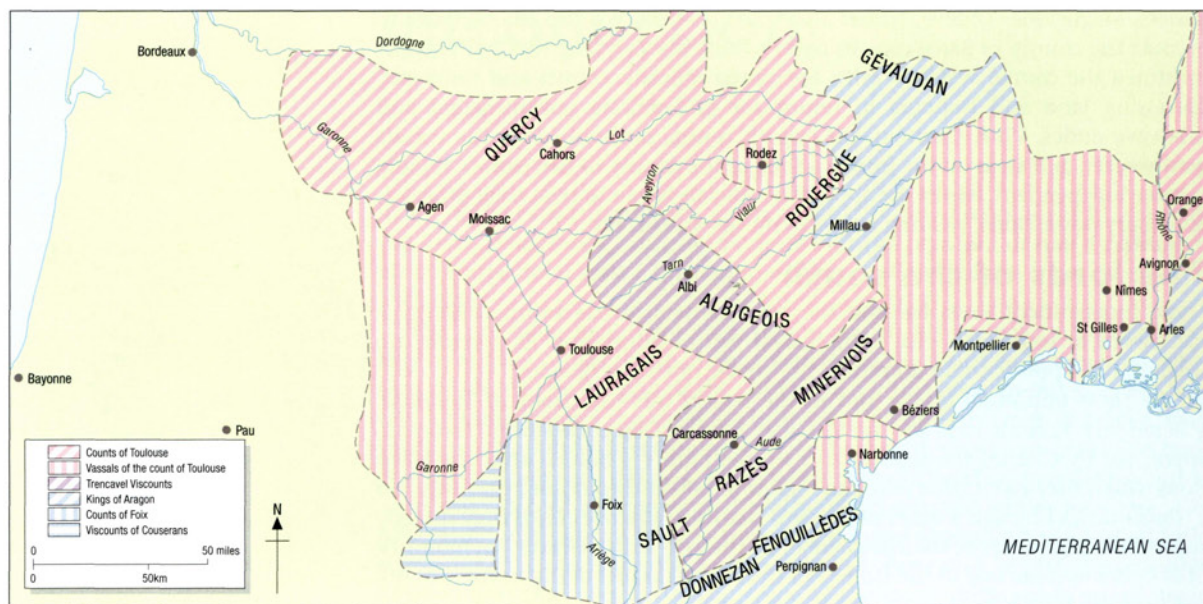 Bordeaux
Dordogne
GÉVAUDAN
Garonne
QUERCY
Lot
Cahors
Rodez
Aveyron
ROUERGUE
Agen
Moissac
Viaur
Millau
Orange
Rhône
Avignon
Tarn
Albi
ALBIGEOIS
Nîmes
St Gilles
Arles
Montpellier
Toulouse
LAURAGAIS
MINERVOIS
Bayonne
Pau
Béziers
Carcassonne
Aude
Narbonne
RAZÈS
Garonne
Foix
Ariège
SAULT
FENOUILLÈDES
DONNEZAN
Perpignan
MEDITERRANEAN SEA
Counts of Toulouse
Vassals of the count of Toulouse
Trencavel Viscounts
Kings of Aragon
Counts of Foix
Viscounts of Couserans
N
0 50 miles
0 50km